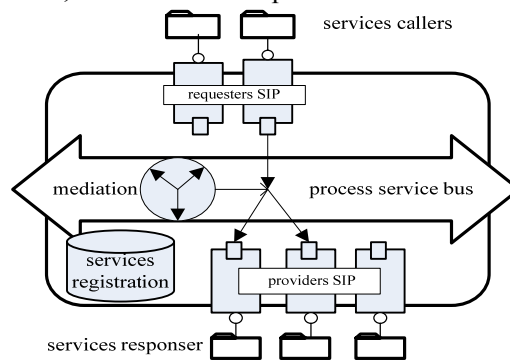 services callers
requesters SIP
mediation
process service bus
services
registration
providers SIP
services responser